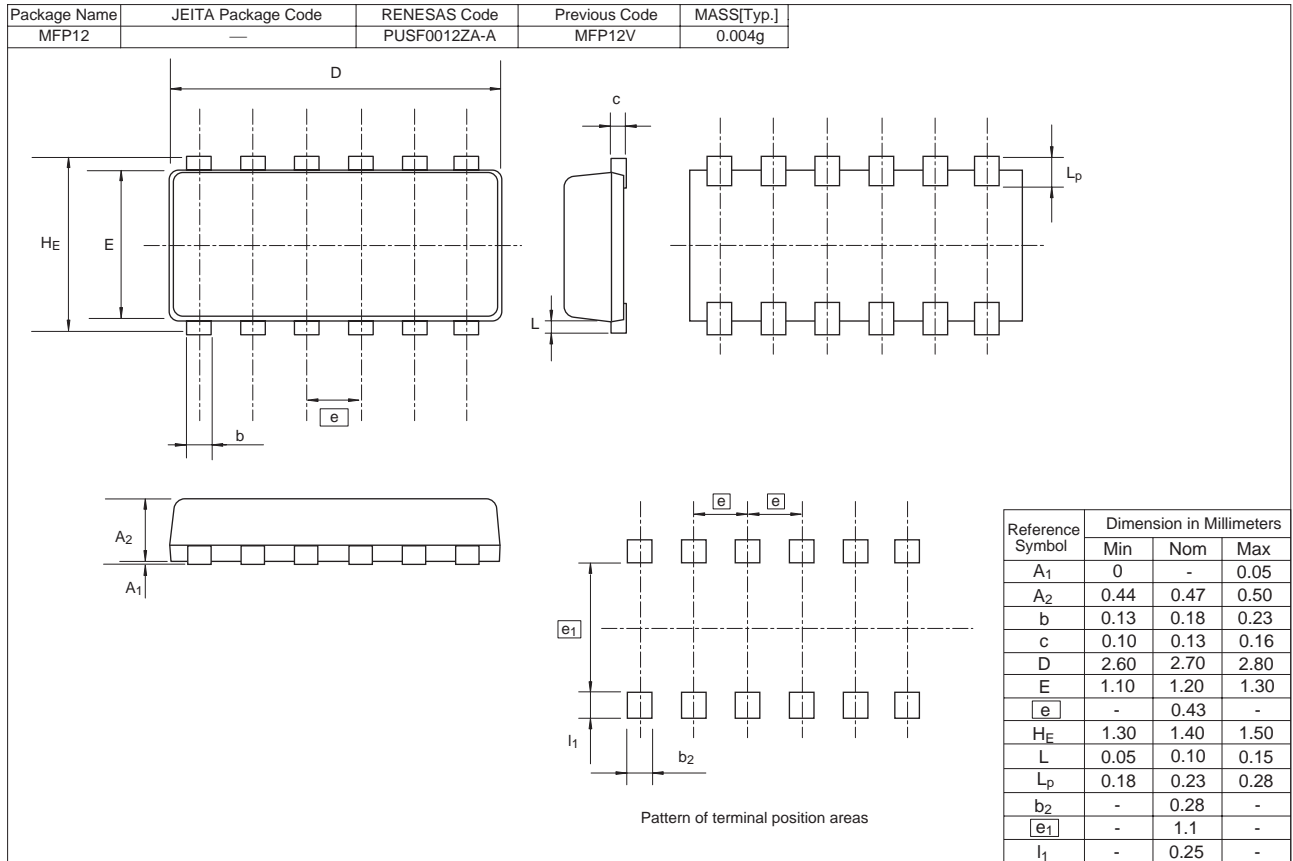 Package Name JEITA Package Code RENESAS Code Previous Code MASS[Typ.]
MFP12 — PUSF0012ZA-A MFP12V 0.004g
D
c
Lp
HE
E
L
e
b
A2
A1
e e
e1
l1
b2
Pattern of terminal position areas
Reference Symbol Dimension in Millimeters
Min Nom Max
A1 0 - 0.05
A2 0.44 0.47 0.50
b 0.13 0.18 0.23
c 0.10 0.13 0.16
D 2.60 2.70 2.80
E 1.10 1.20 1.30
e - 0.43 -
HE 1.30 1.40 1.50
L 0.05 0.10 0.15
Lp 0.18 0.23 0.28
b2 - 0.28 -
e1 - 1.1 -
l1 - 0.25 -